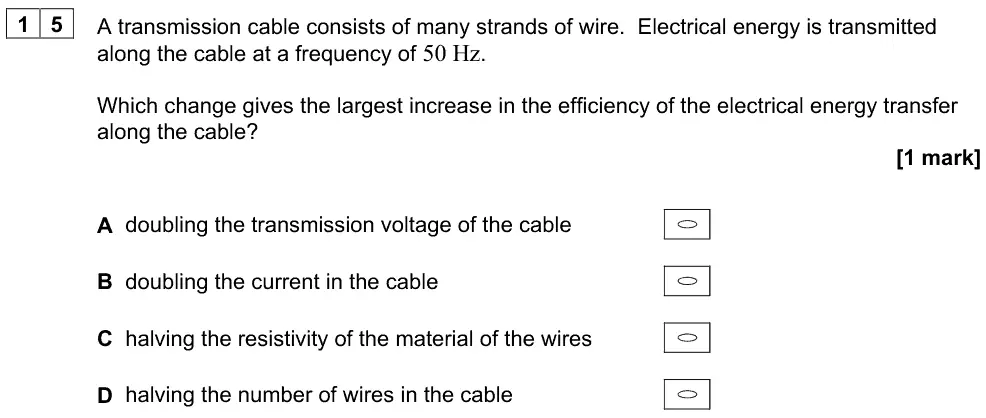 1 5 A transmission cable consists of many strands of wire. Electrical energy is transmitted
along the cable at a frequency of 50 Hz.
Which change gives the largest increase in the efficiency of the electrical energy transfer
along the cable?
[1 mark]
A doubling the transmission voltage of the cable
B doubling the current in the cable
C halving the resistivity of the material of the wires
D halving the number of wires in the cable